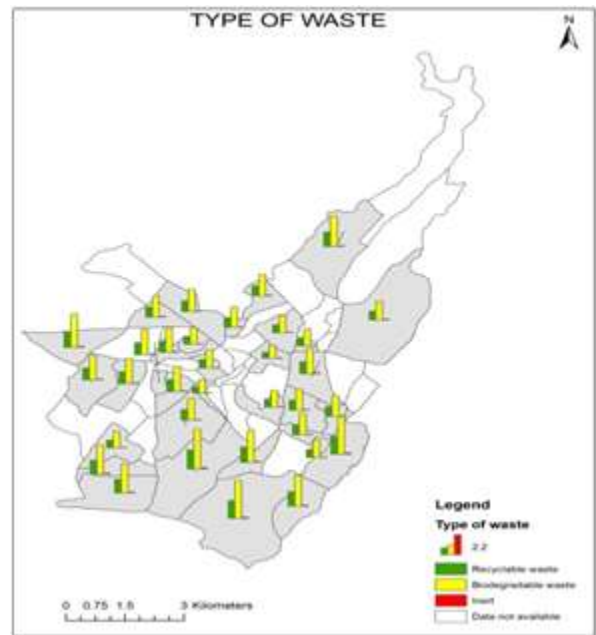 TYPE OF WASTE
N
Legend
Type of waste
2.2
Recyclable waste
Biodegradable waste
Inert
Data not available
0 0.75 1.5 3 Kilometers